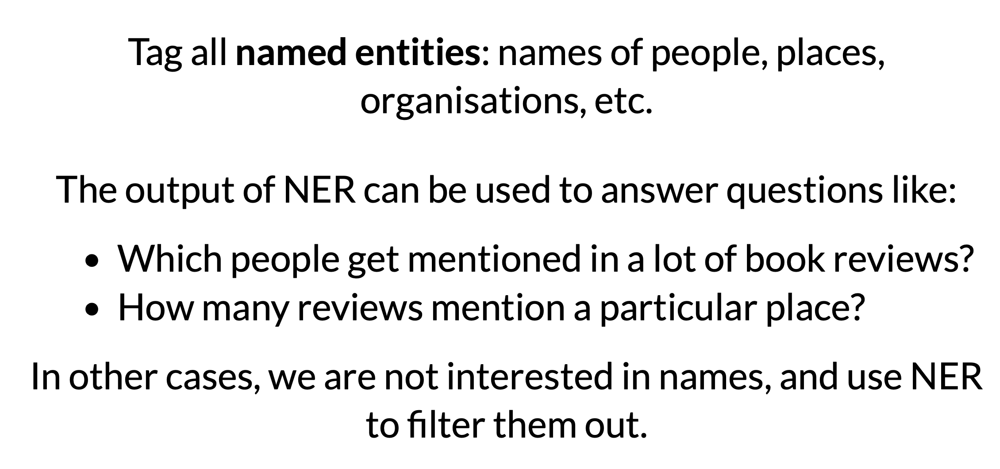 Tag all named entities: names of people, places,
organisations, etc.
The output of NER can be used to answer questions like:
• Which people get mentioned in a lot of book reviews?
• How many reviews mention a particular place?
In other cases, we are not interested in names, and use NER
to filter them out.